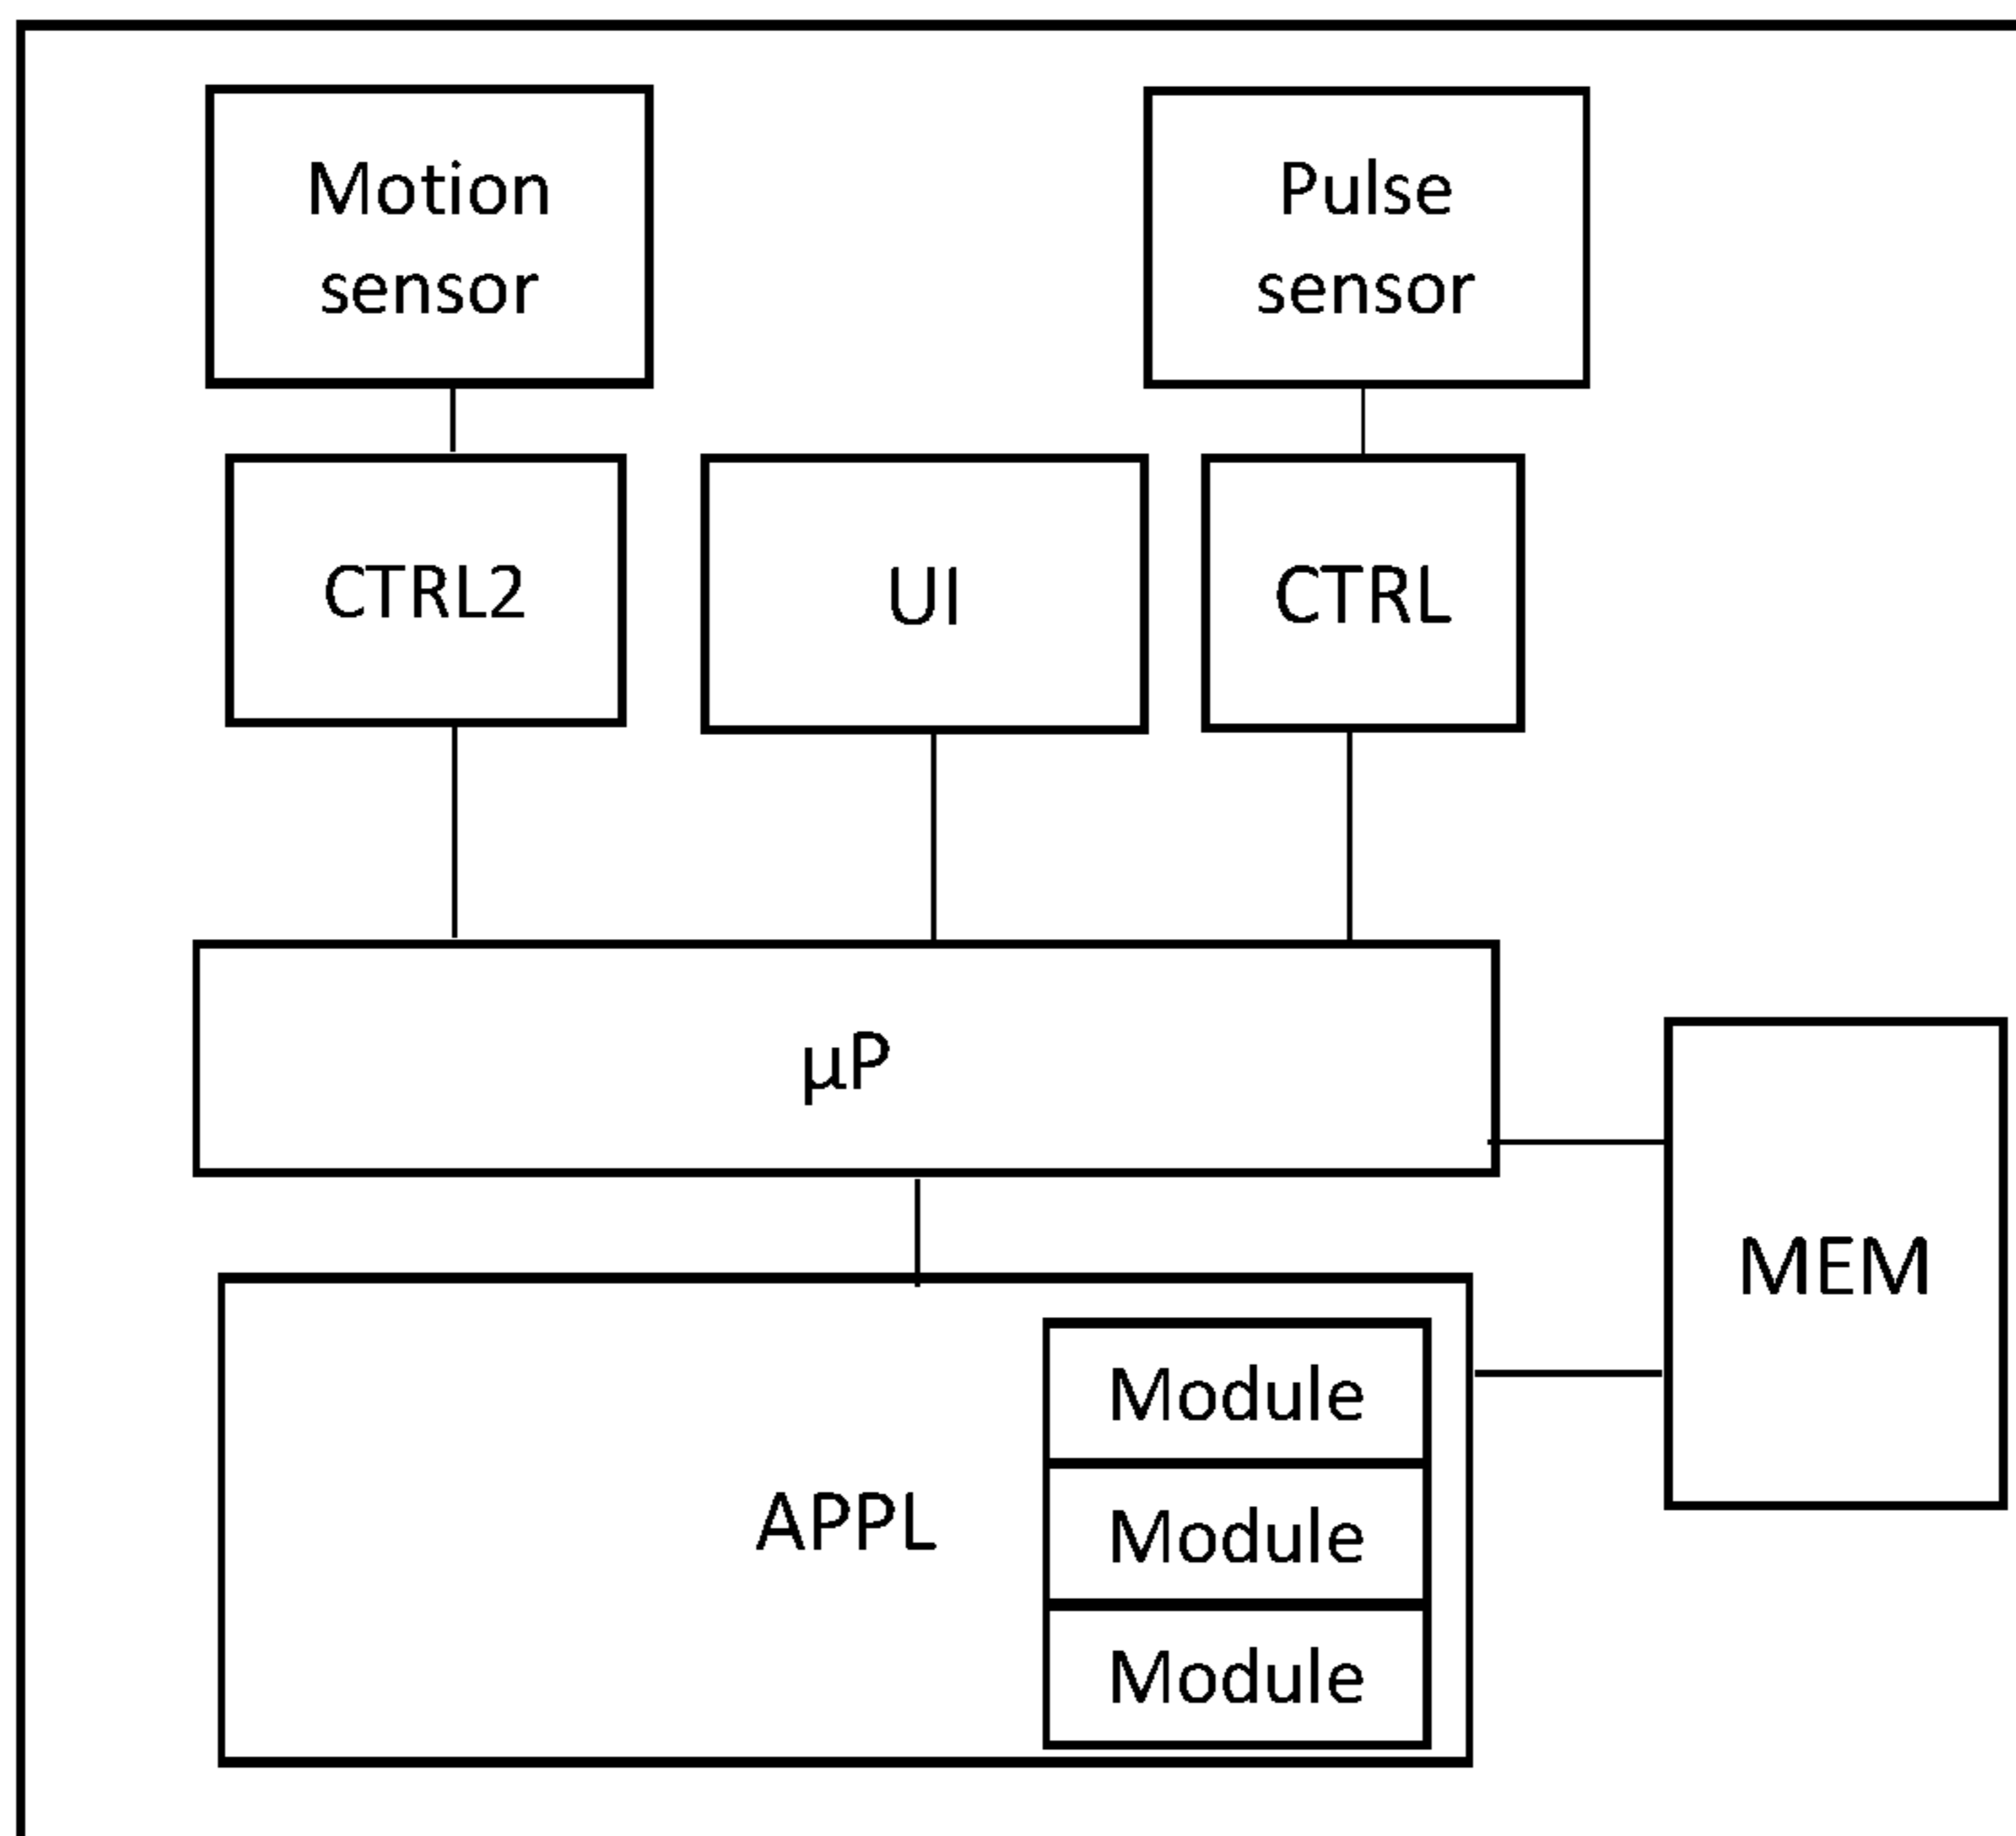 Motion
sensor
Pulse
sensor
CTRL2
UI
CTRL
µP
MEM
APPL
Module
Module
Module